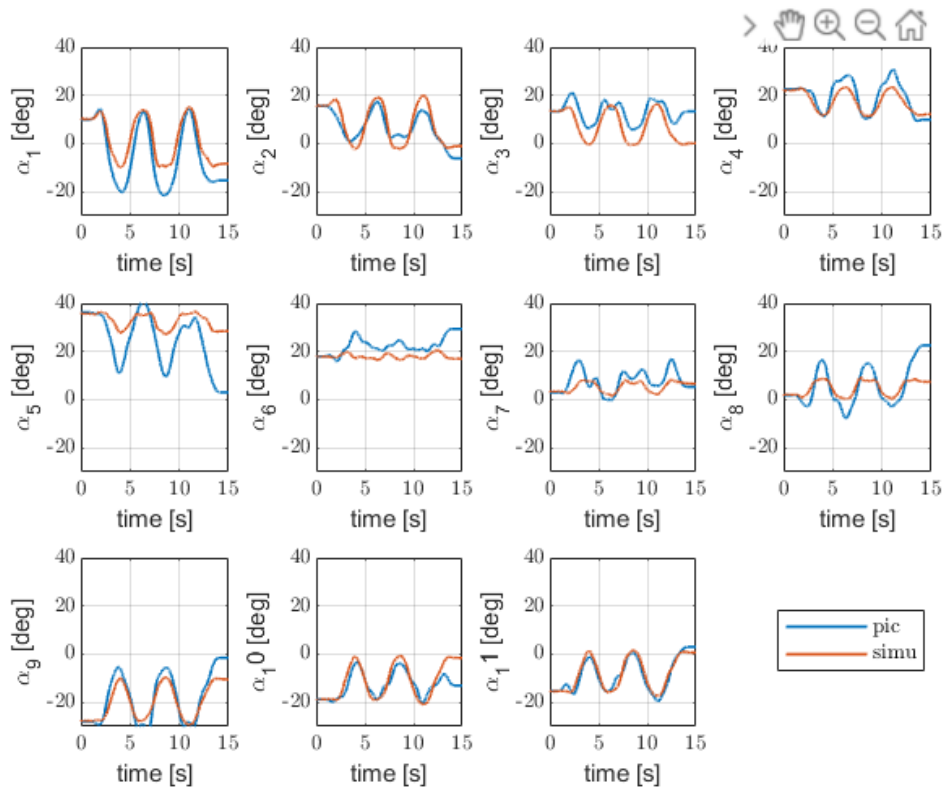 40 20 0 -20
α1 [deg]
0 5 10 15
time [s]
40 20 0 -20
α2 [deg]
0 5 10 15
time [s]
40 20 0 -20
α3 [deg]
0 5 10 15
time [s]
40 20 0 -20
α4 [deg]
0 5 10 15
time [s]
40 20 0 -20
α5 [deg]
0 5 10 15
time [s]
40 20 0 -20
α6 [deg]
0 5 10 15
time [s]
40 20 0 -20
α7 [deg]
0 5 10 15
time [s]
40 20 0 -20
α8 [deg]
0 5 10 15
time [s]
40 20 0 -20
α9 [deg]
0 5 10 15
time [s]
40 20 0 -20
α10 [deg]
0 5 10 15
time [s]
40 20 0 -20
α11 [deg]
0 5 10 15
time [s]
pic
simu